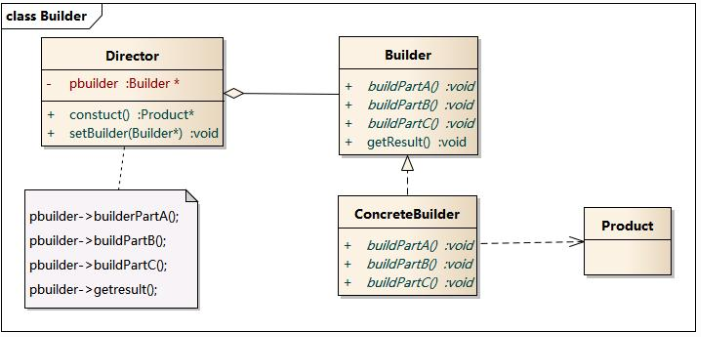 class Builder
Director
- pbuilder :Builder *
+ constuct() :Product*
+ setBuilder(Builder*) :void
Builder
+ buildPartA() :void
+ buildPartB() :void
+ buildPartC() :void
+ getResult() :void
pbuilder->builderPartA();
pbuilder->buildPartB();
pbuilder->buildPartC();
pbuilder->getresult();
ConcreteBuilder
+ buildPartA() :void
+ buildPartB() :void
+ buildPartC() :void
Product